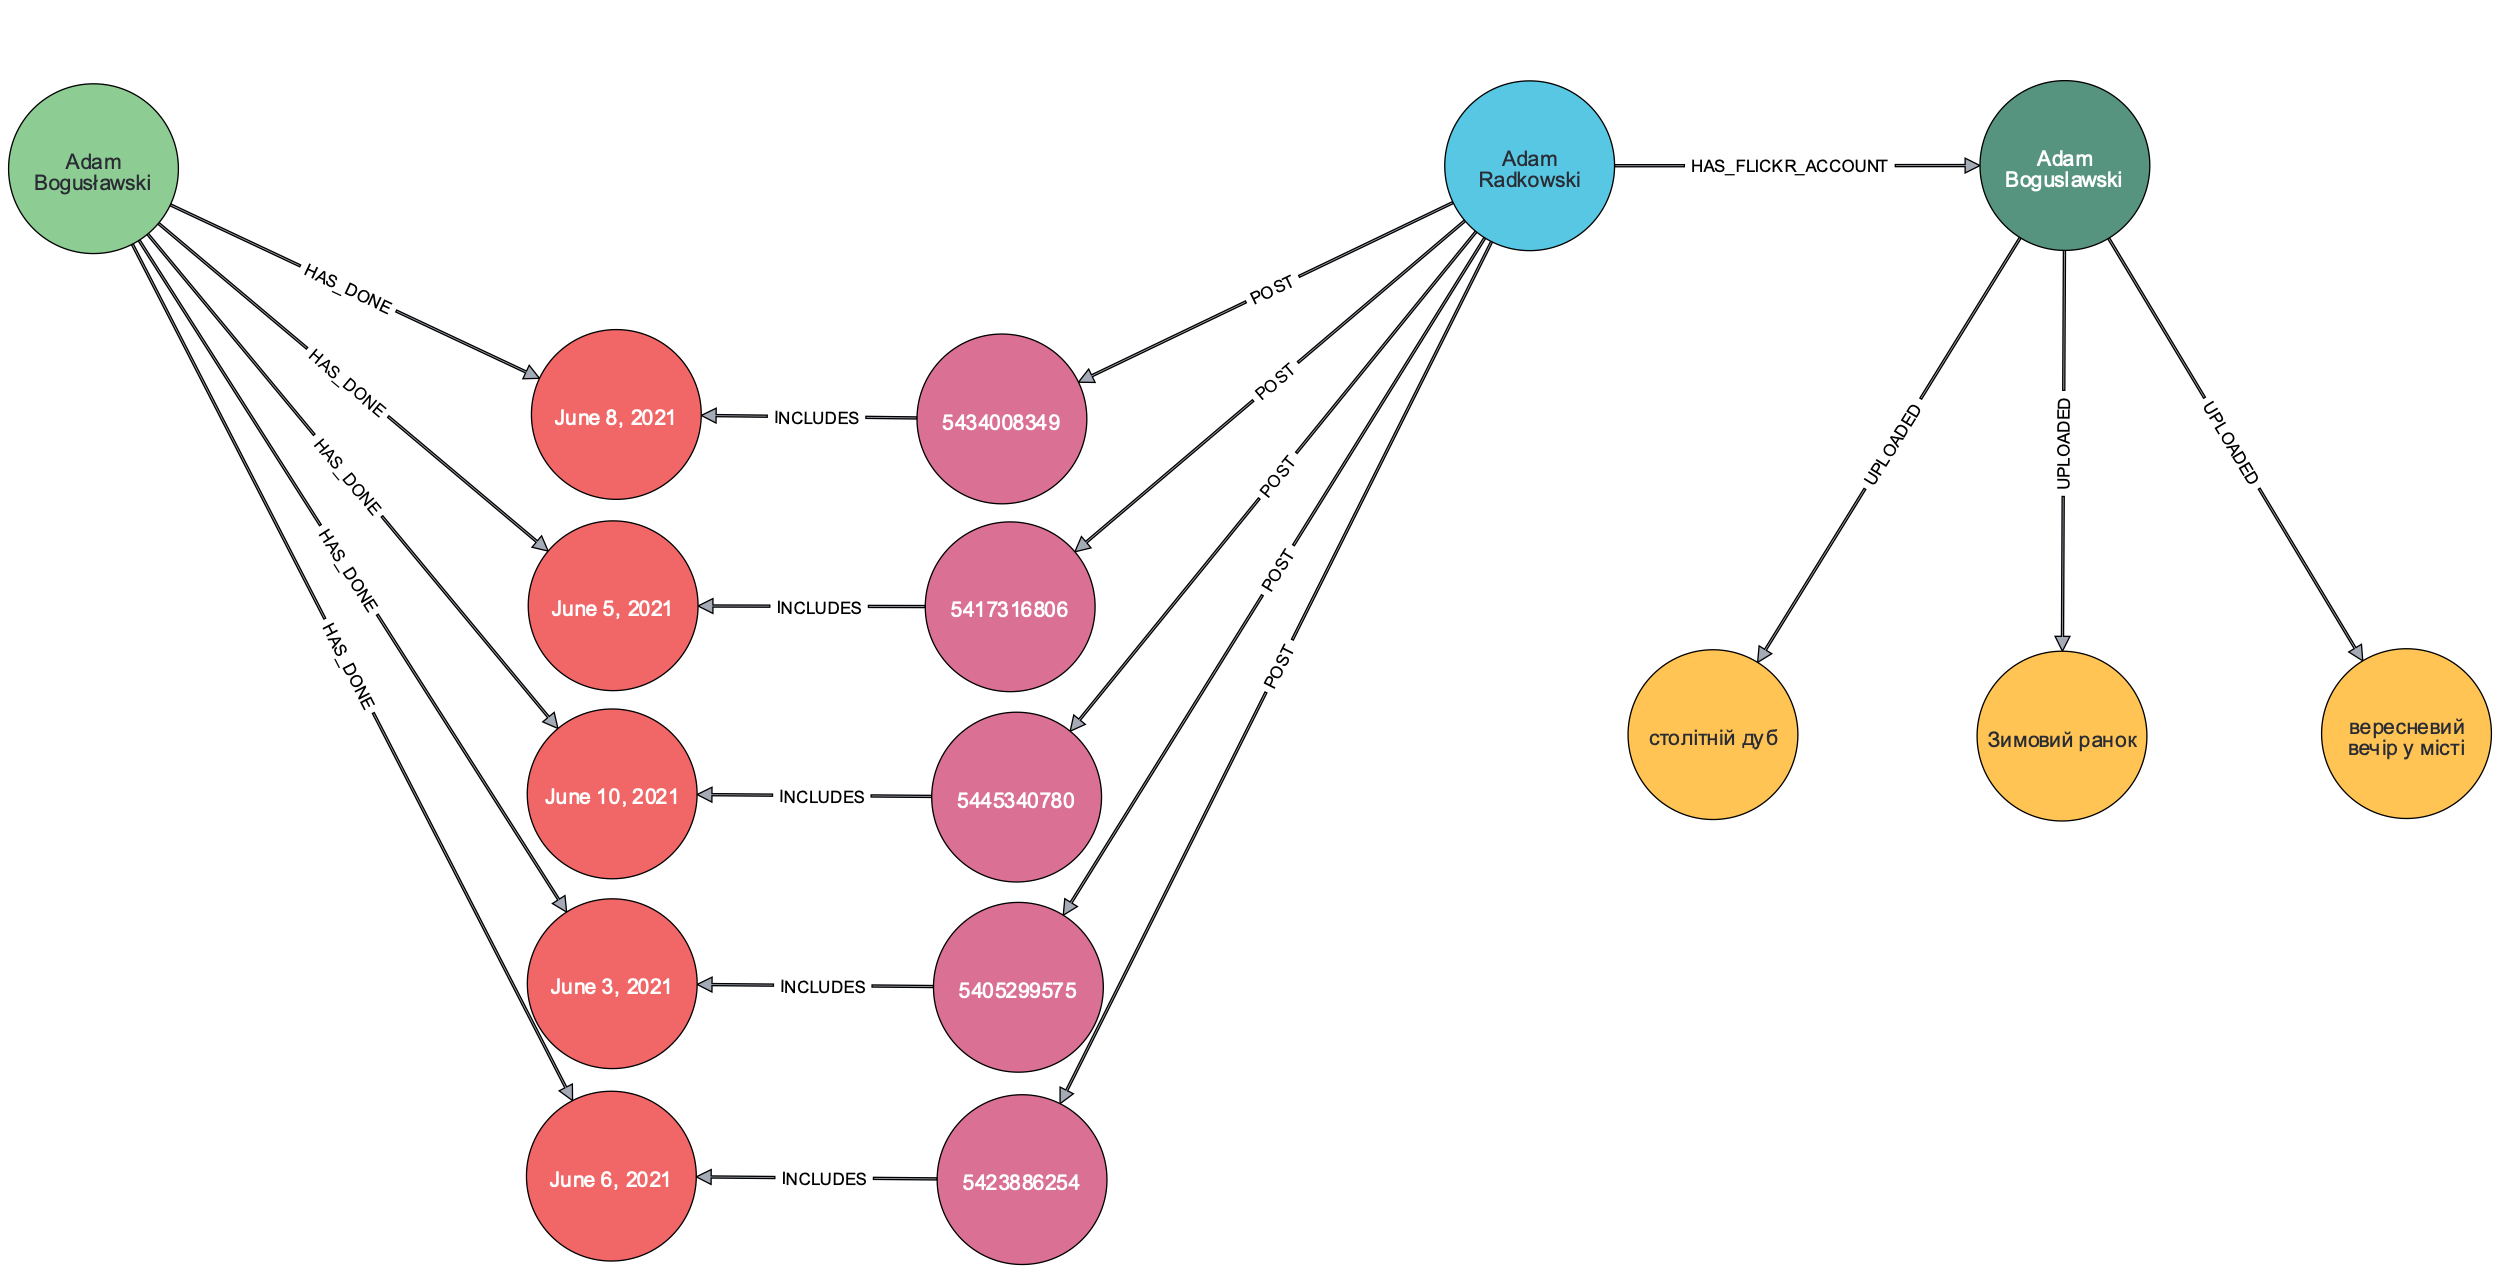 Adam
Bogusławski
Adam
Radkowski
HAS_FLICKR_ACCOUNT
Adam
Boguslawski
HAS_DONE
HAS_DONE
HAS_DONE
HAS_DONE
HAS_DONE
POST
POST
POST
POST
POST
UPLOADED
UPLOADED
UPLOADED
June 8, 2021
INCLUDES
5434008349
June 5, 2021
INCLUDES
5417316806
June 10, 2021
INCLUDES
5445340780
June 3, 2021
INCLUDES
5405299575
June 6, 2021
INCLUDES
5423886254
столітній дуб
Зимовий ранок
вересневий
вечір у місті